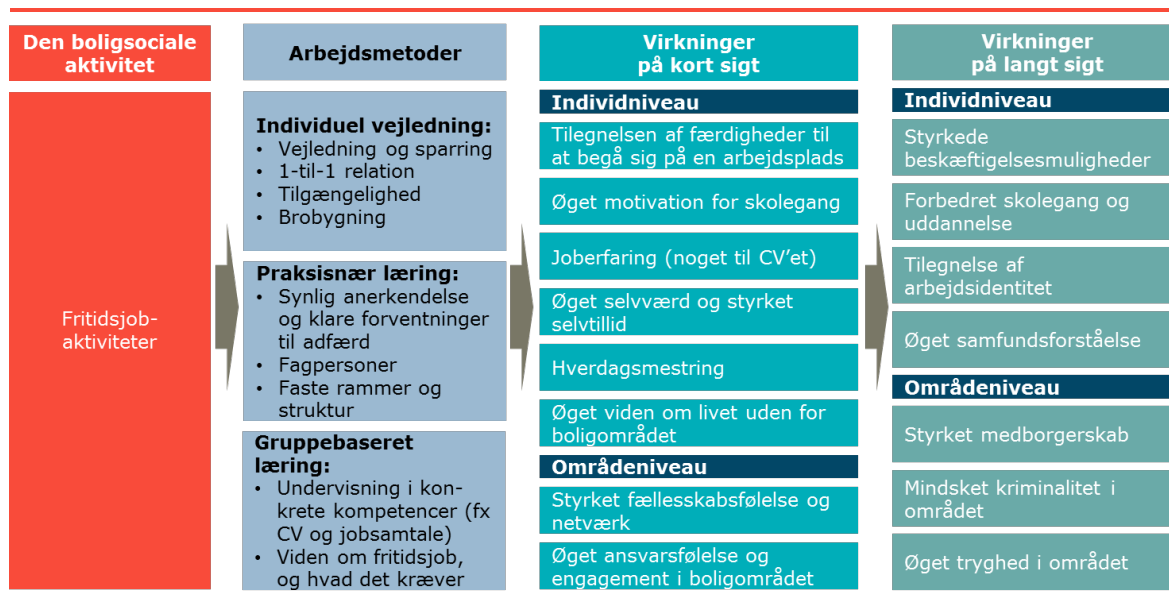 Den boligsociale
aktivitet
Fritidsjob-
aktiviteter
Arbejdsmetoder
Individuel vejledning:
• Vejledning og sparring
• 1-til-1 relation
• Tilgængelighed
• Brobygning
Praksisnær læring:
• Synlig anerkendelse
og klare forventninger
til adfærd
• Fagpersoner
• Faste rammer og
struktur
Gruppebaseret
læring:
• Undervisning i kon-
krete kompetencer (fx
CV og jobsamtale)
• Viden om fritidsjob,
og hvad det kræver
Virkninger
på kort sigt
Individniveau
Tilegnelsen af færdigheder til
at begå sig på en arbejdsplads
Øget motivation for skolegang
Joberfaring (noget til CV’et)
Øget selvværd og styrket
selvtillid
Hverdagsmestring
Øget viden om livet uden for
boligområdet
Områdeniveau
Styrket fællesskabsfølelse og
netværk
Øget ansvarsfølelse og
engagement i boligområdet
Virkninger
på langt sigt
Individniveau
Styrkede
beskæftigelsesmuligheder
Forbedret skolegang og
uddannelse
Tilegnelse af
arbejdsidentitet
Øget samfundsforståelse
Områdeniveau
Styrket medborgerskab
Mindsket kriminalitet i
området
Øget tryghed i området